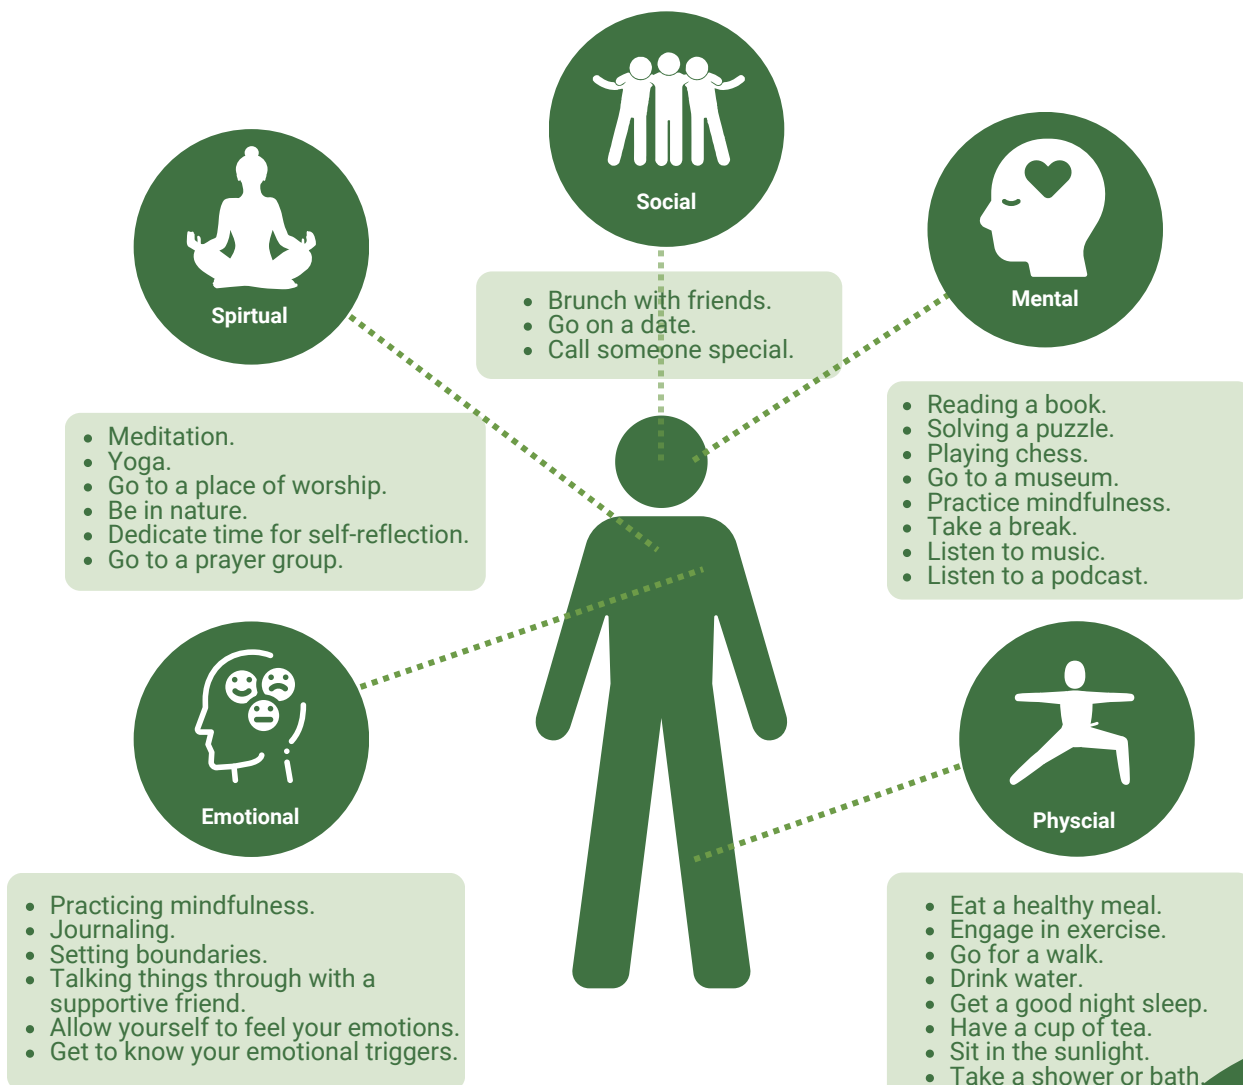 Social
• Brunch with friends.
• Go on a date.
• Call someone special.
Spirtual
• Meditation.
• Yoga.
• Go to a place of worship.
• Be in nature.
• Dedicate time for self-reflection.
• Go to a prayer group.
Mental
• Reading a book.
• Solving a puzzle.
• Playing chess.
• Go to a museum.
• Practice mindfulness.
• Take a break.
• Listen to music.
• Listen to a podcast.
Emotional
• Practicing mindfulness.
• Journaling.
• Setting boundaries.
• Talking things through with a
supportive friend.
• Allow yourself to feel your emotions.
• Get to know your emotional triggers.
Physcial
• Eat a healthy meal.
• Engage in exercise.
• Go for a walk.
• Drink water.
• Get a good night sleep.
• Have a cup of tea.
• Sit in the sunlight.
• Take a shower or bath.